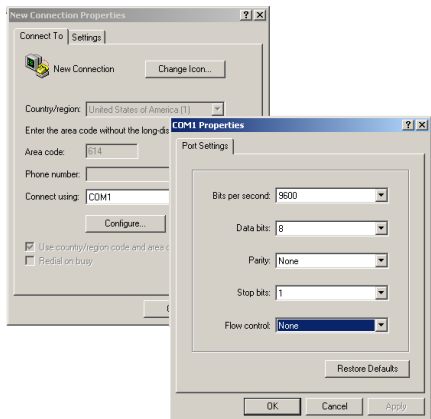 New Connection Properties
Connect To
Settings
New Connection
Change Icon...
Country/region:
United States of America (1)
Enter the area code without the
Area code:
614
Phone number:
Connect using:
COM1
Configure...
Use country/region code and area
Redial on busy
COM1 Properties
Port Settings
Bits per second:
9600
Data bits:
8
Parity:
None
Stop bits:
1
Flow control:
None
Restore Defaults
OK
Cancel
Apply